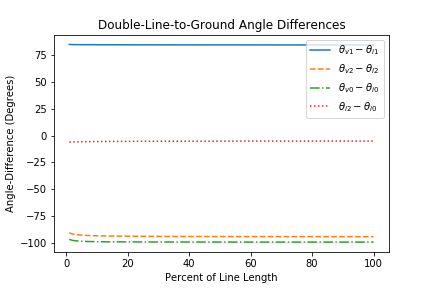 Double-Line-to-Ground Angle Differences
Angle-Difference (Degrees)
75
50
25
0
−25
−50
−75
−100
θv1 − θi1
θv2 − θi2
θv0 − θi0
θi2 − θi0
0 20 40 60 80 100
Percent of Line Length